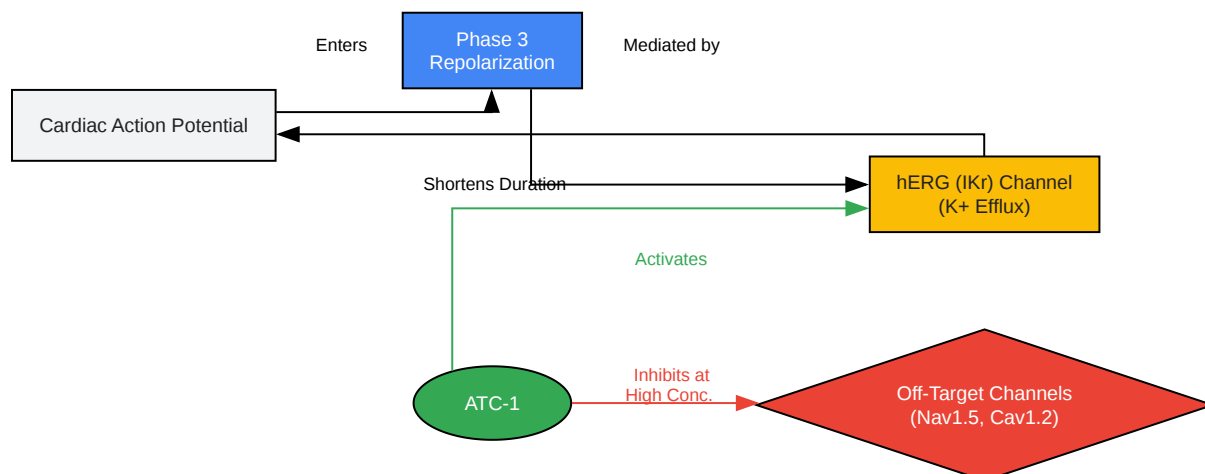 Enters
Phase 3
Repolarization
Mediated by
Cardiac Action Potential
Shortens Duration
hERG (IKr) Channel
(K+ Efflux)
Activates
ATC-1
Inhibits at
High Conc.
Off-Target Channels
(Nav1.5, Cav1.2)